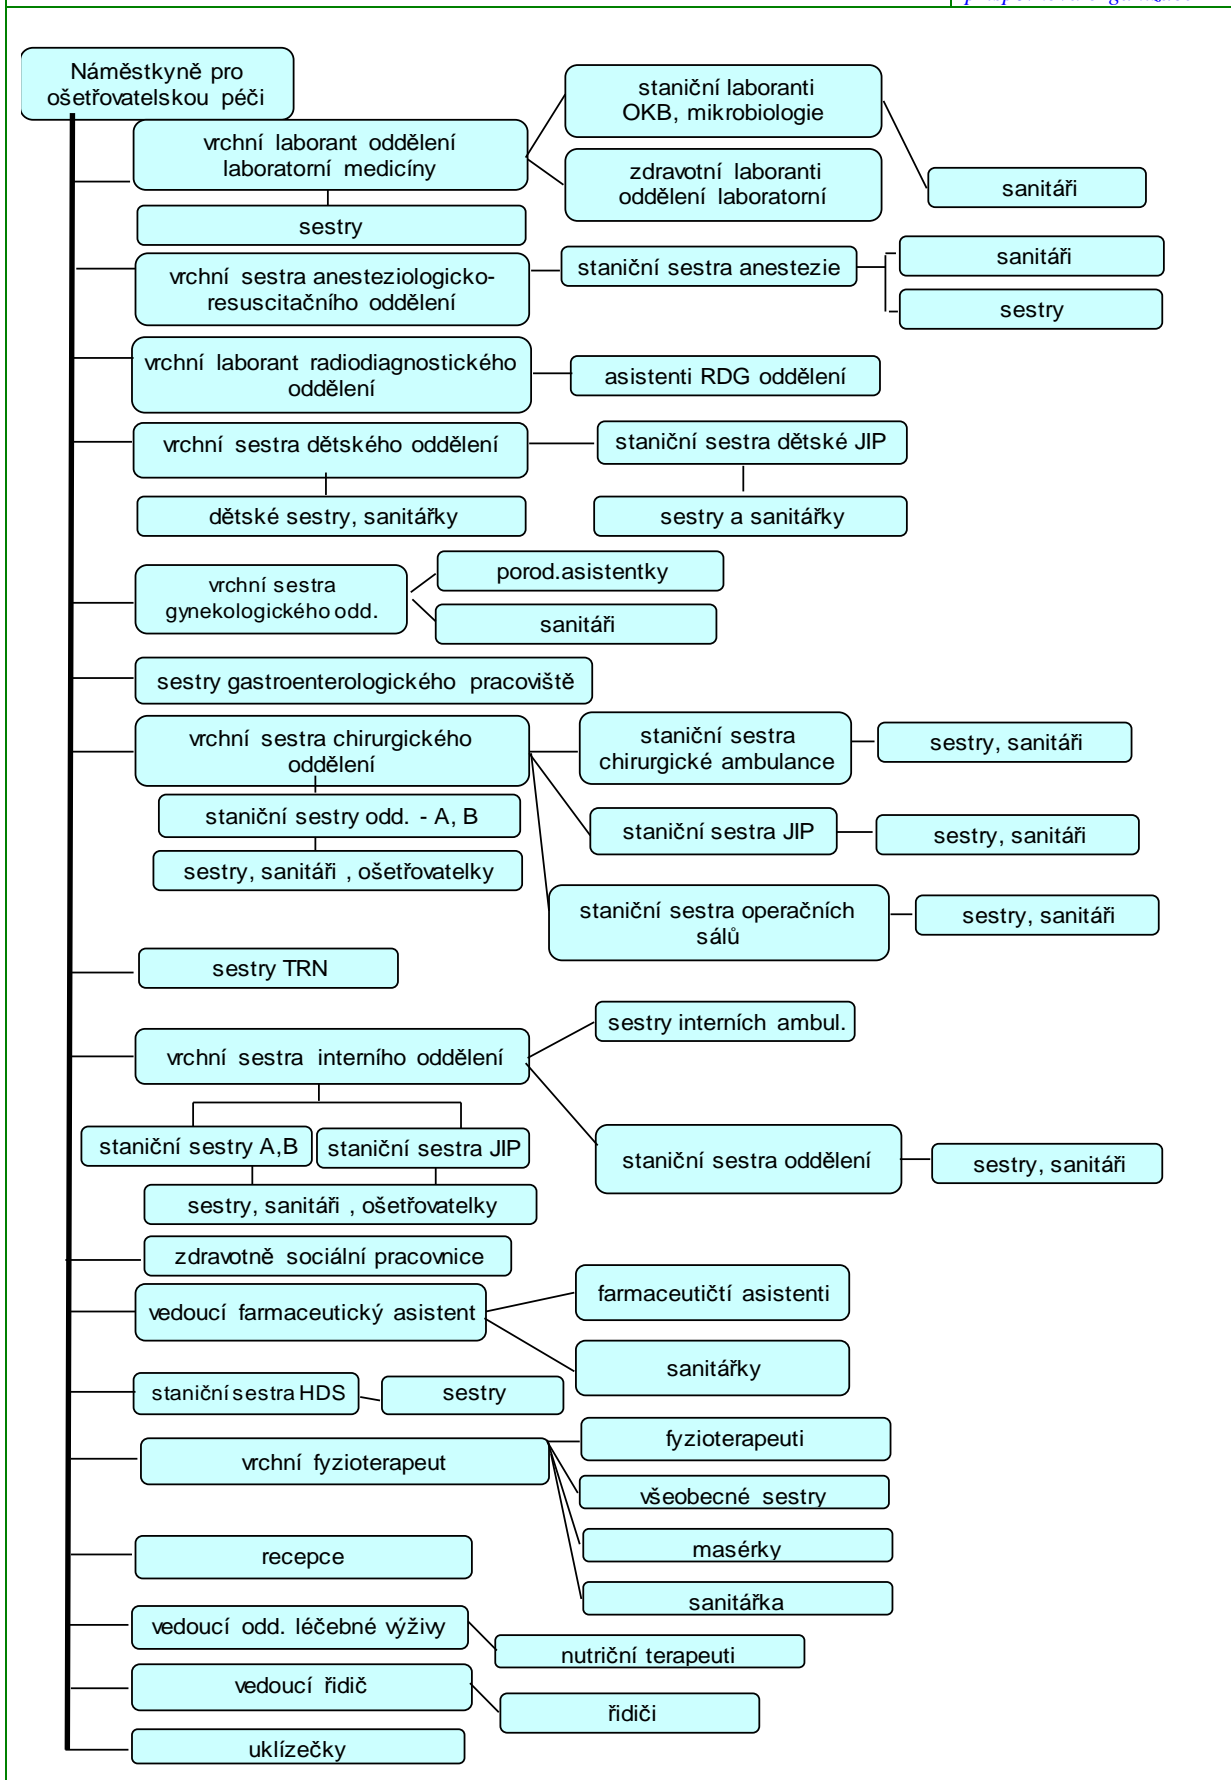 Náměstkyně pro
ošetřovatelskou péči
vrchní laborant oddělení
laboratorní medicíny
staniční laboranti
OKB, mikrobiologie
zdravotní laboranti
oddělení laboratorní
sanitáři
sestry
vrchní sestra anesteziologicko-
resuscitačního oddělení
staniční sestra anestezie
sanitáři
sestry
vrchní laborant radiodiagnostického
oddělení
asistenti RDG oddělení
vrchní sestra dětského oddělení
staniční sestra dětské JIP
dětské sestry, sanitářky
sestry a sanitářky
vrchní sestra
gynekologického odd.
porod.asistentky
sanitáři
sestry gastroenterologického pracoviště
vrchní sestra chirurgického
oddělení
staniční sestra
chirurgické ambulance
sestry, sanitáři
staniční sestry odd. - A, B
staniční sestra JIP
sestry, sanitáři
sestry, sanitáři , ošetřovatelky
staniční sestra operačních
sálů
sestry, sanitáři
sestry TRN
sestry interních ambul.
vrchní sestra interního oddělení
staniční sestry A,B
staniční sestra JIP
staniční sestra oddělení
sestry, sanitáři
sestry, sanitáři , ošetřovatelky
zdravotně sociální pracovnice
vedoucí farmaceutický asistent
farmaceutičtí asistenti
sanitářky
staniční sestra HDS
sestry
vrchní fyzioterapeut
fyzioterapeuti
všeobecné sestry
masérky
sanitářka
recepce
vedoucí odd. léčebné výživy
nutriční terapeuti
vedoucí řidič
řidiči
uklízečky